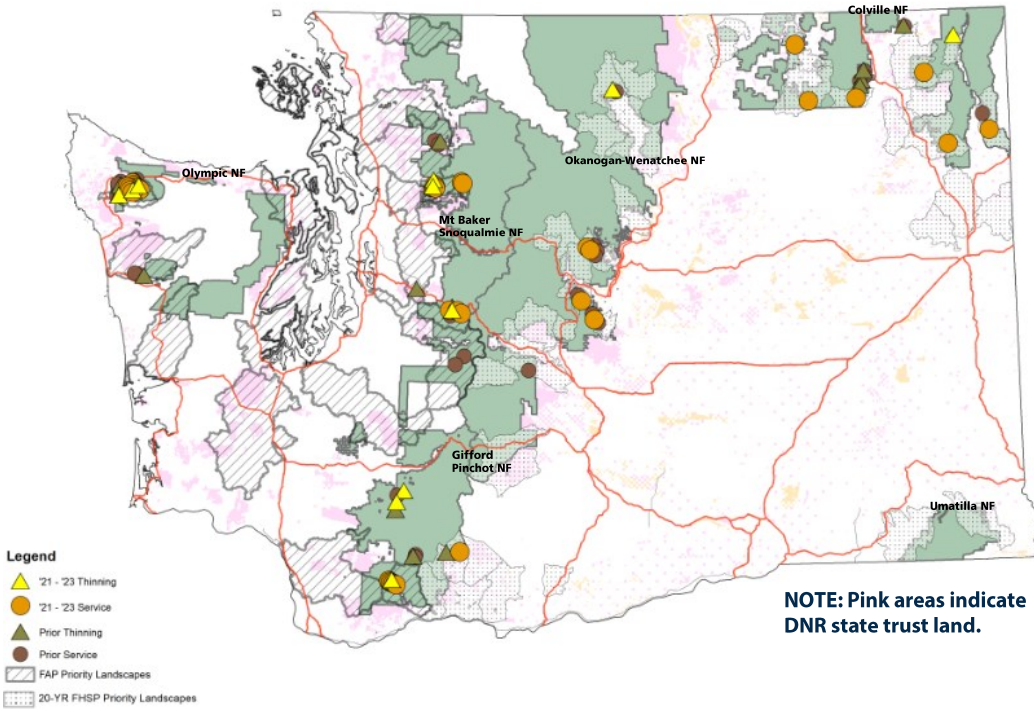 Colville NF
Okanogan-Wenatchee NF
Olympic NF
Mt Baker
Snoqualmie NF
Gifford
Pinchot NF
Umatilla NF
Legend
'21 - '23 Thinning
'21 - '23 Service
Prior Thinning
Prior Service
FAP Priority Landscapes
20-YR FHSP Priority Landscapes
NOTE: Pink areas indicate
DNR state trust land.